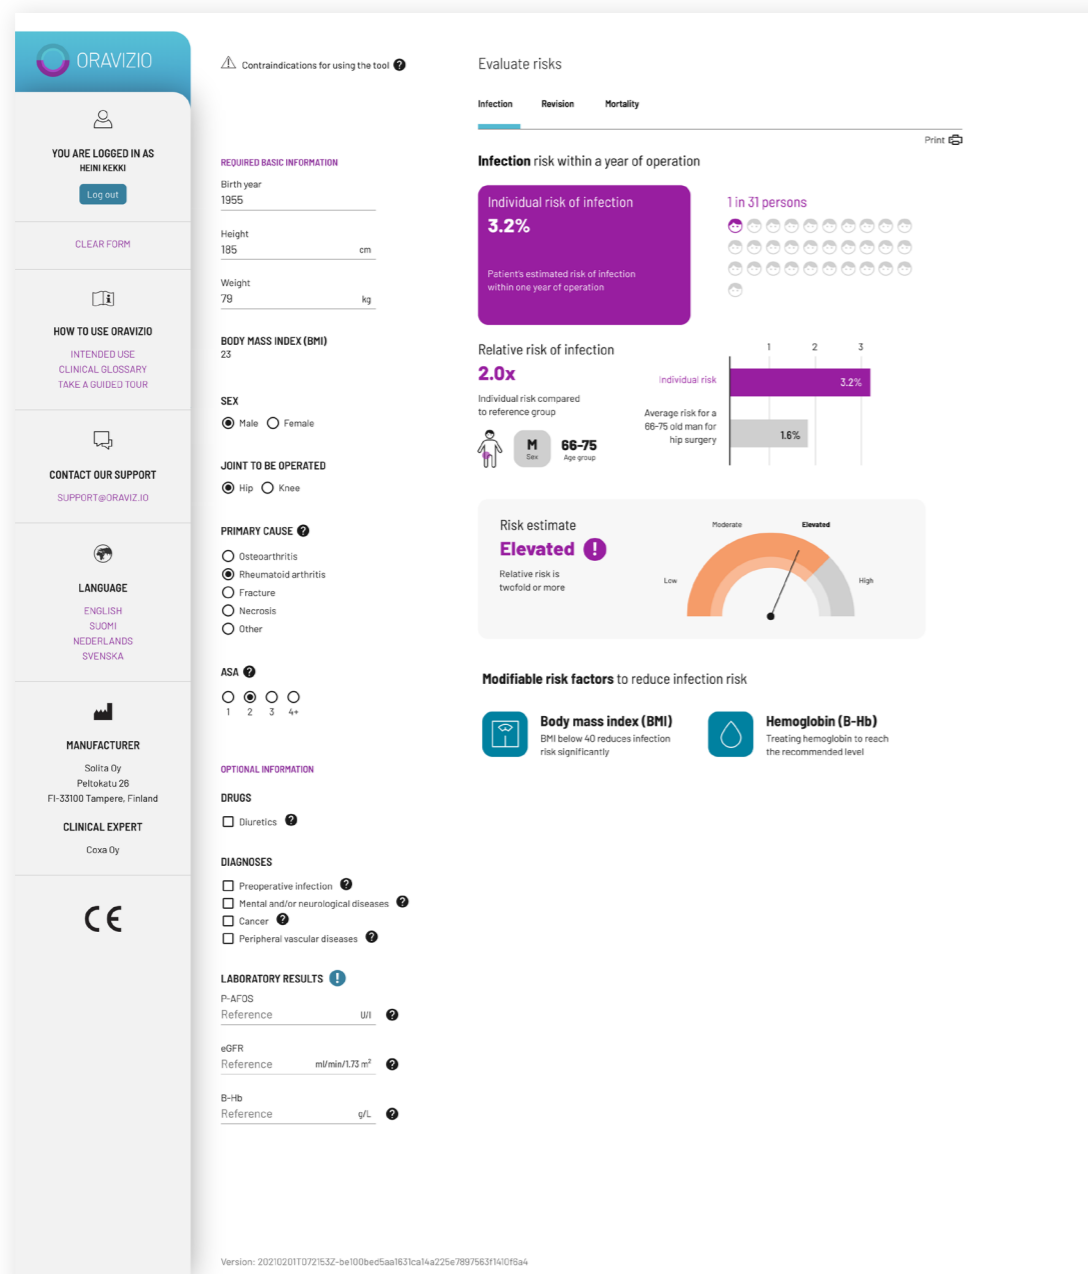 ORAVIZIO
YOU ARE LOGGED IN AS
HEINI KEKKI
Log out
CLEAR FORM
HOW TO USE ORAVIZIO
INTENDED USE
CLINICAL GLOSSARY
TAKE A GUIDED TOUR
CONTACT OUR SUPPORT
SUPPORT@ORAVIZ.IO
LANGUAGE
ENGLISH
SUOMI
NEDERLANDS
SVENSKA
MANUFACTURER
Solita Oy
Peltokatu 26
FI-33100 Tampere, Finland
CLINICAL EXPERT
Coxa Oy
CE
Contraindications for using the tool ?
REQUIRED BASIC INFORMATION
Birth year
1955
Height
185 cm
Weight
79 kg
BODY MASS INDEX (BMI)
23
SEX
Male Female
JOINT TO BE OPERATED
Hip Knee
PRIMARY CAUSE ?
Osteoarthritis
Rheumatoid arthritis
Fracture
Necrosis
Other
ASA ?
1 2 3 4+
OPTIONAL INFORMATION
DRUGS
Diuretics ?
DIAGNOSES
Preoperative infection ?
Mental and/or neurological diseases ?
Cancer ?
Peripheral vascular diseases ?
LABORATORY RESULTS !
P-AFOS
Reference U/l ?
eGFR
Reference ml/min/1.73 m² ?
B-Hb
Reference g/L ?
Evaluate risks
Infection Revision Mortality
Print
Infection risk within a year of operation
Individual risk of infection
3.2%
Patient's estimated risk of infection
within one year of operation
1 in 31 persons
Relative risk of infection
2.0x
Individual risk compared
to reference group
M
Sex
66-75
Age group
1 2 3
Individual risk
3.2%
Average risk for a
66-75 old man for
hip surgery
1.6%
Risk estimate
Elevated !
Relative risk is
twofold or more
Low
Moderate
Elevated
High
Modifiable risk factors to reduce infection risk
Body mass index (BMI)
BMI below 40 reduces infection
risk significantly
Hemoglobin (B-Hb)
Treating hemoglobin to reach
the recommended level
Version: 20210201T072153Z-be100bed5aa1631ca14a225e7897563f1410f6a4